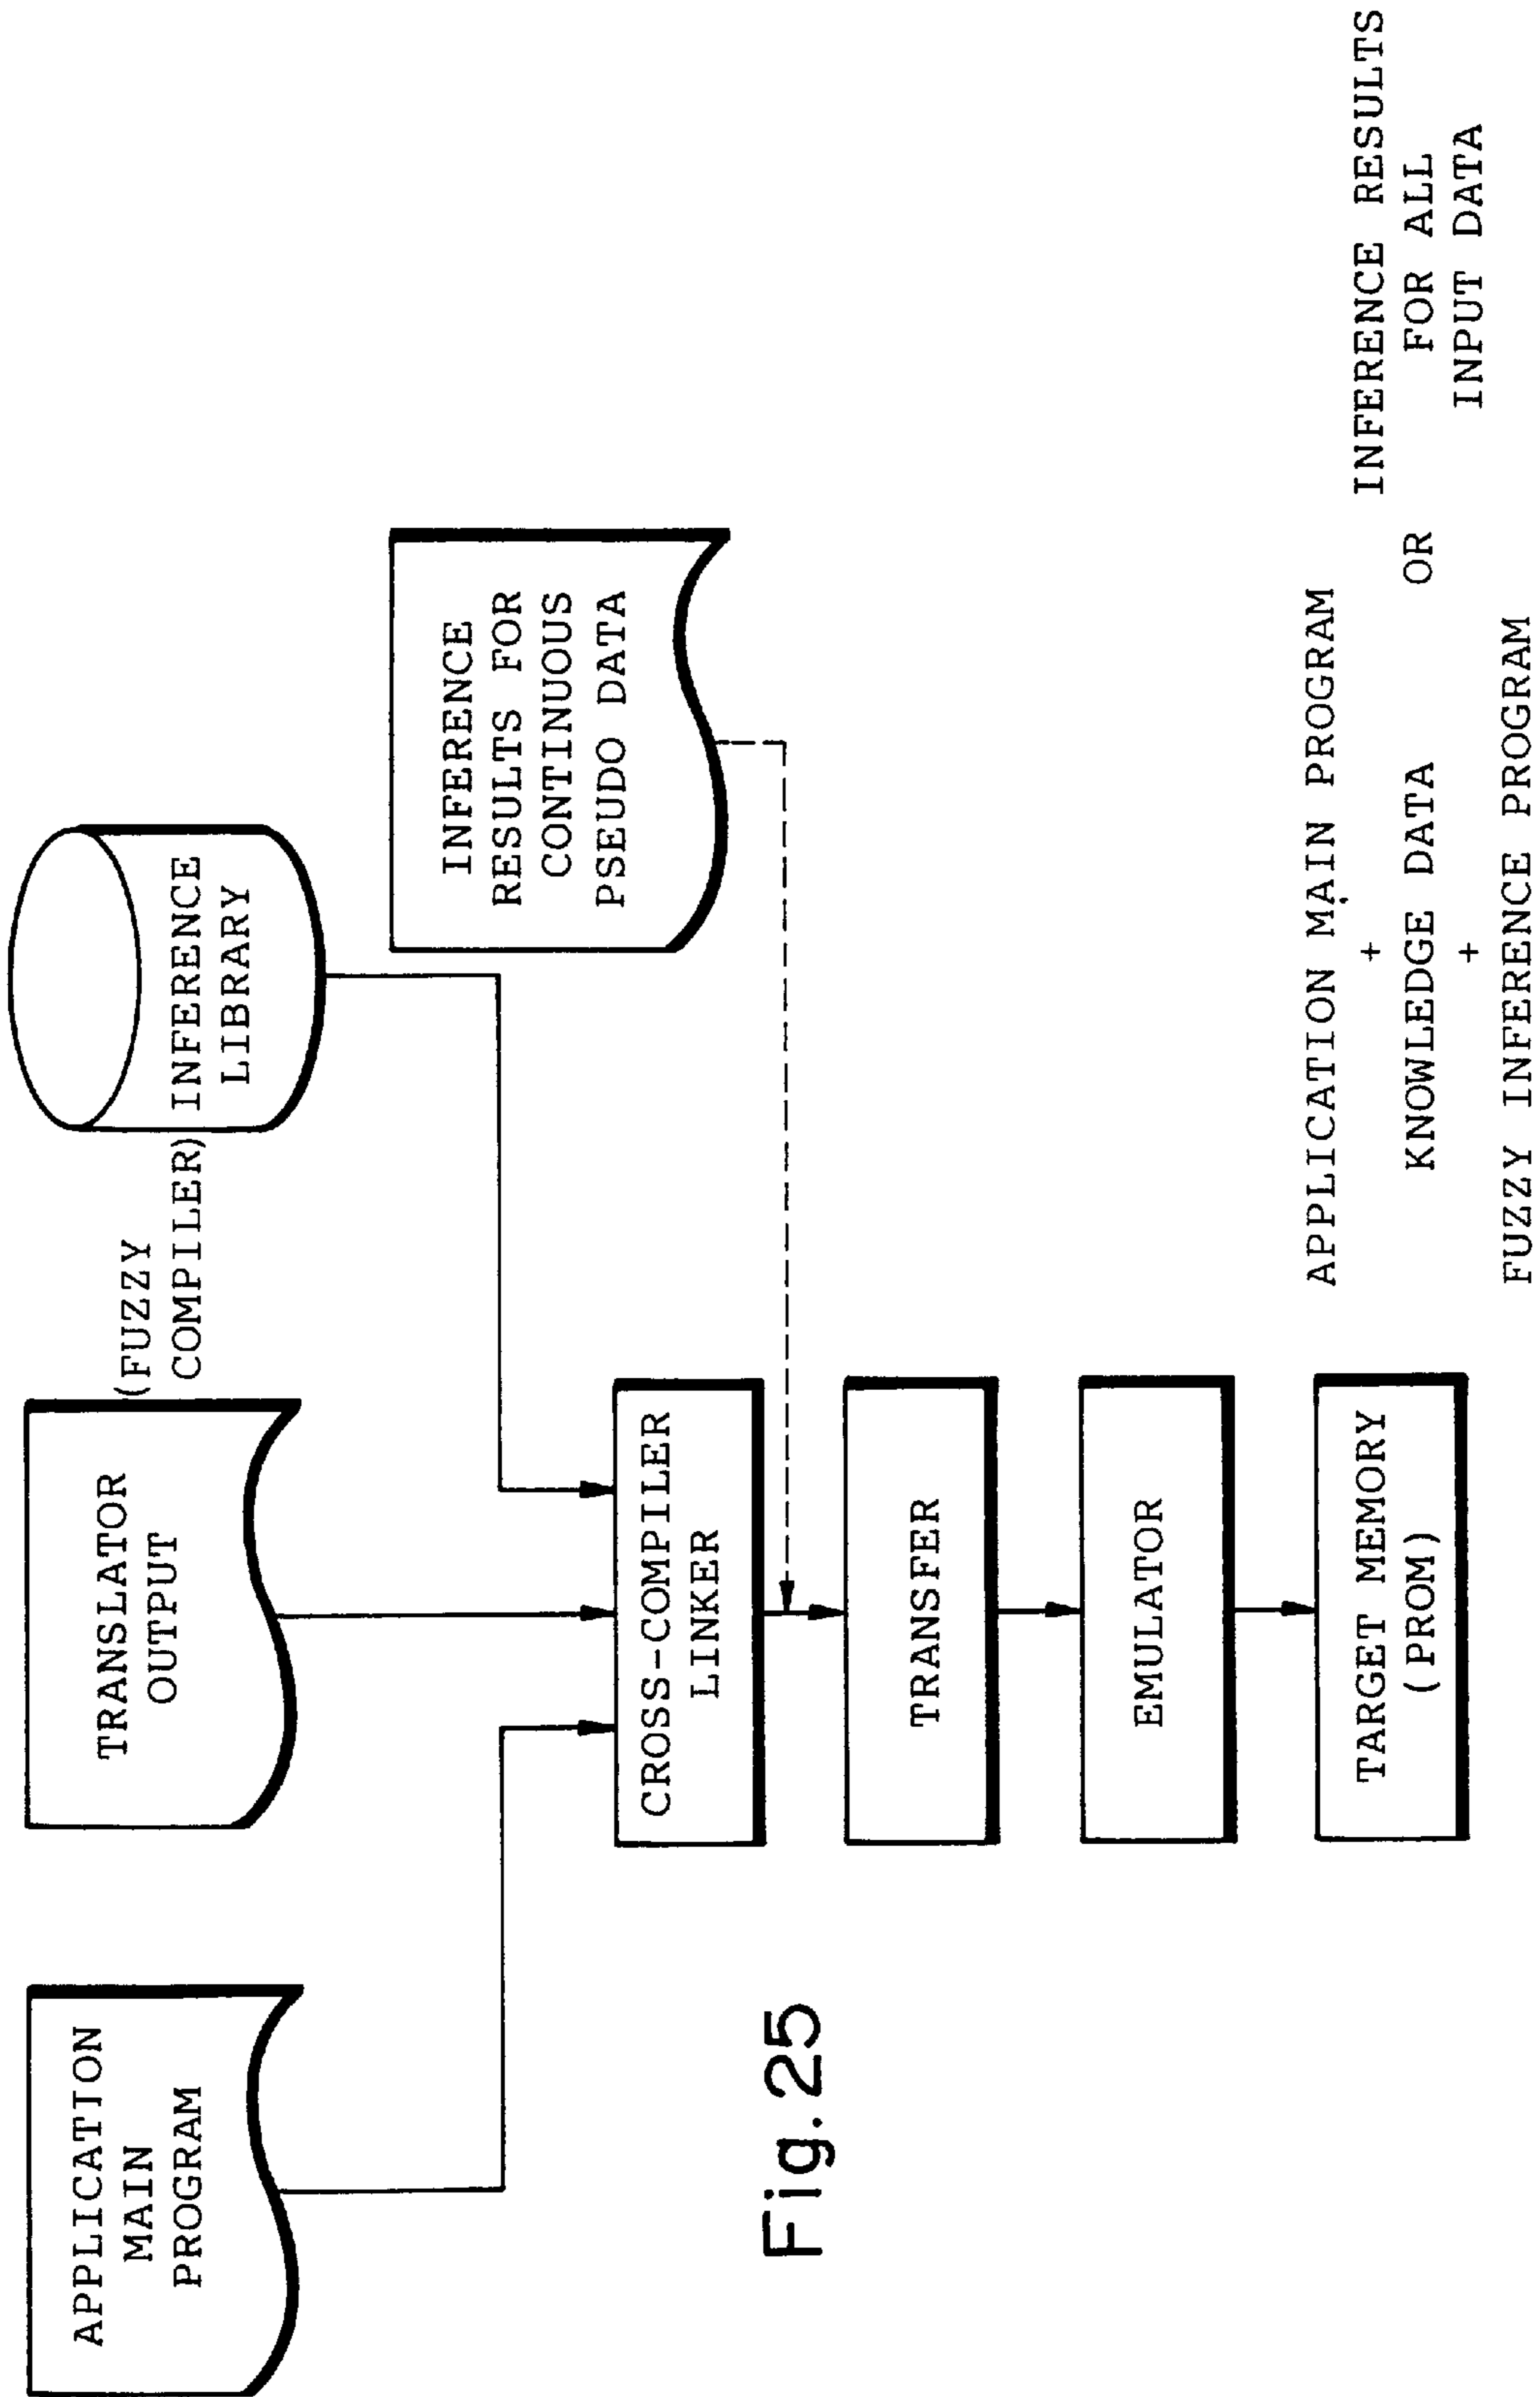 APPLICATION
MAIN
PROGRAM
TRANSLATOR
OUTPUT
(FUZZY
COMPILER)
INFERENCE
LIBRARY
INFERENCE
RESULTS FOR
CONTINUOUS
PSEUDO DATA
CROSS-COMPILER
LINKER
TRANSFER
EMULATOR
TARGET MEMORY
(PROM)
APPLICATION MAIN PROGRAM
+
KNOWLEDGE DATA
+
FUZZY INFERENCE PROGRAM
OR
INFERENCE RESULTS
FOR ALL
INPUT DATA
Fig.25